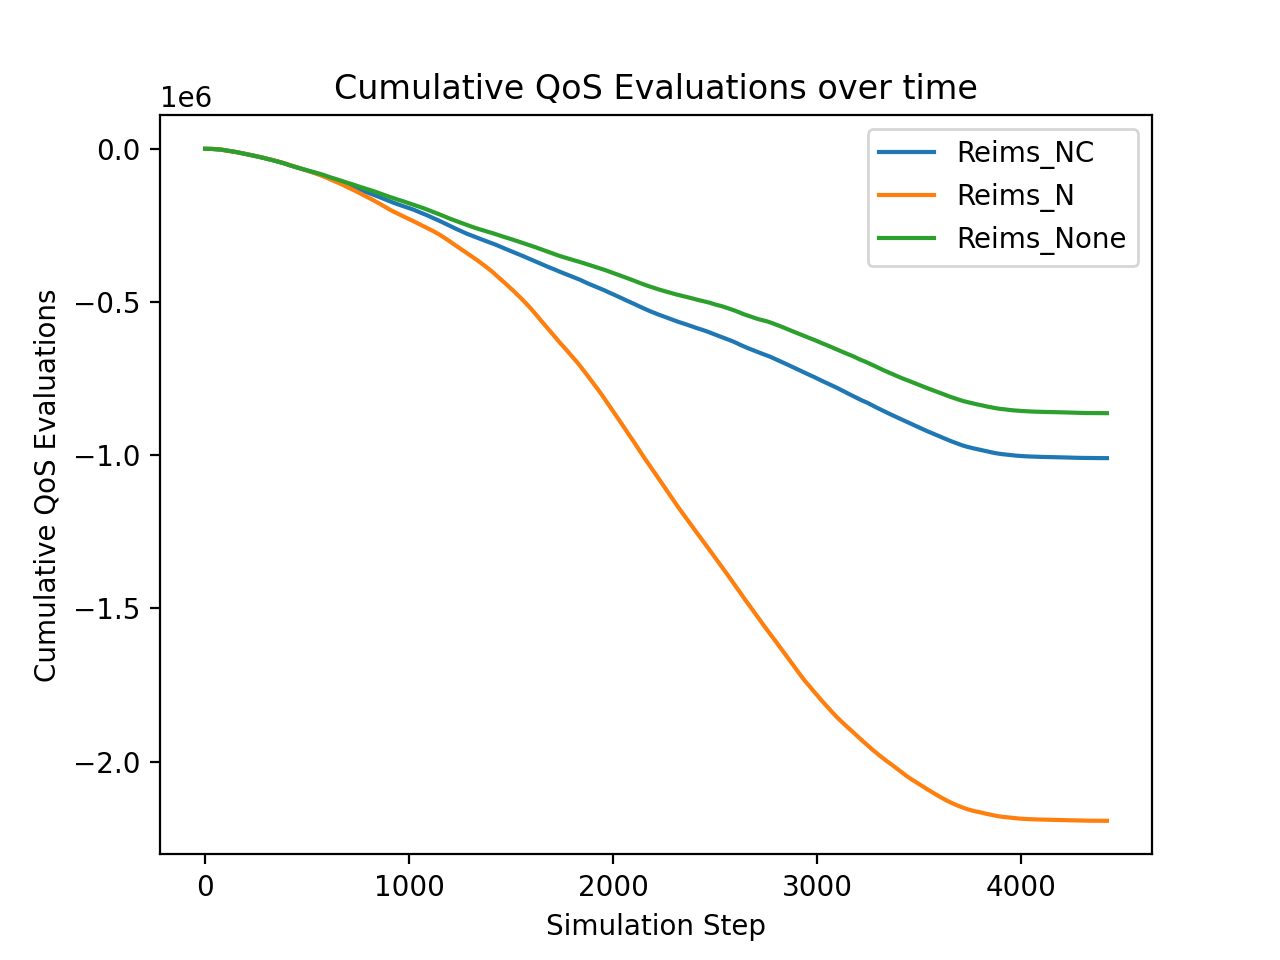 Cumulative QoS Evaluations over time
1e6
0.0
−0.5
−1.0
−1.5
−2.0
Cumulative QoS Evaluations
Reims_NC
Reims_N
Reims_None
0 1000 2000 3000 4000
Simulation Step